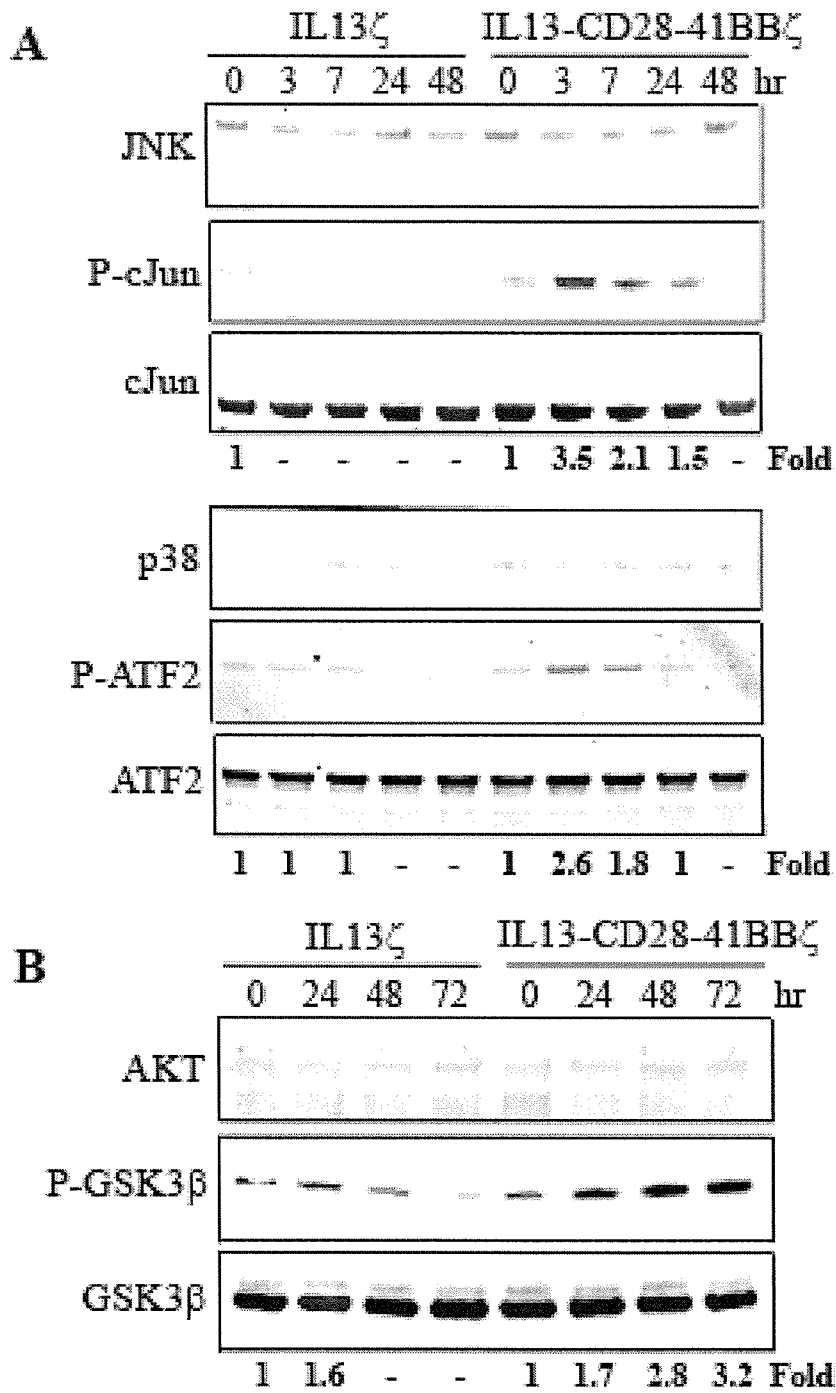 A
IL13ζ IL13-CD28-41BBζ
0 3 7 24 48 0 3 7 24 48 hr
JNK
P-cJun
cJun
1 - - - - 1 3.5 2.1 1.5 - Fold
p38
P-ATF2
ATF2
1 1 1 - - 1 2.6 1.8 1 - Fold
B
IL13ζ IL13-CD28-41BBζ
0 24 48 72 0 24 48 72 hr
AKT
P-GSK3β
GSK3β
1 1.6 - - 1 1.7 2.8 3.2 Fold